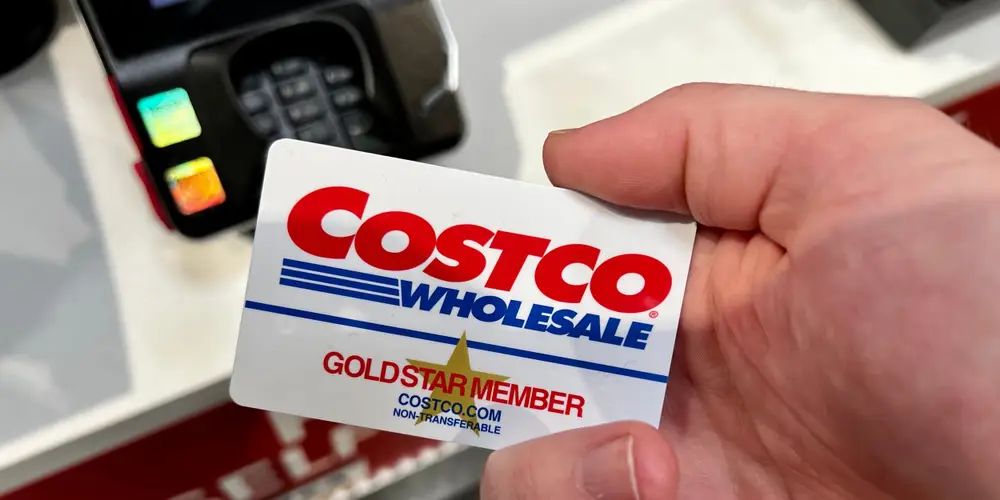 COSTCO®
WHOLESALE
GOLD STAR MEMBER
COSTCO.COM
NON-TRANSFERABLE